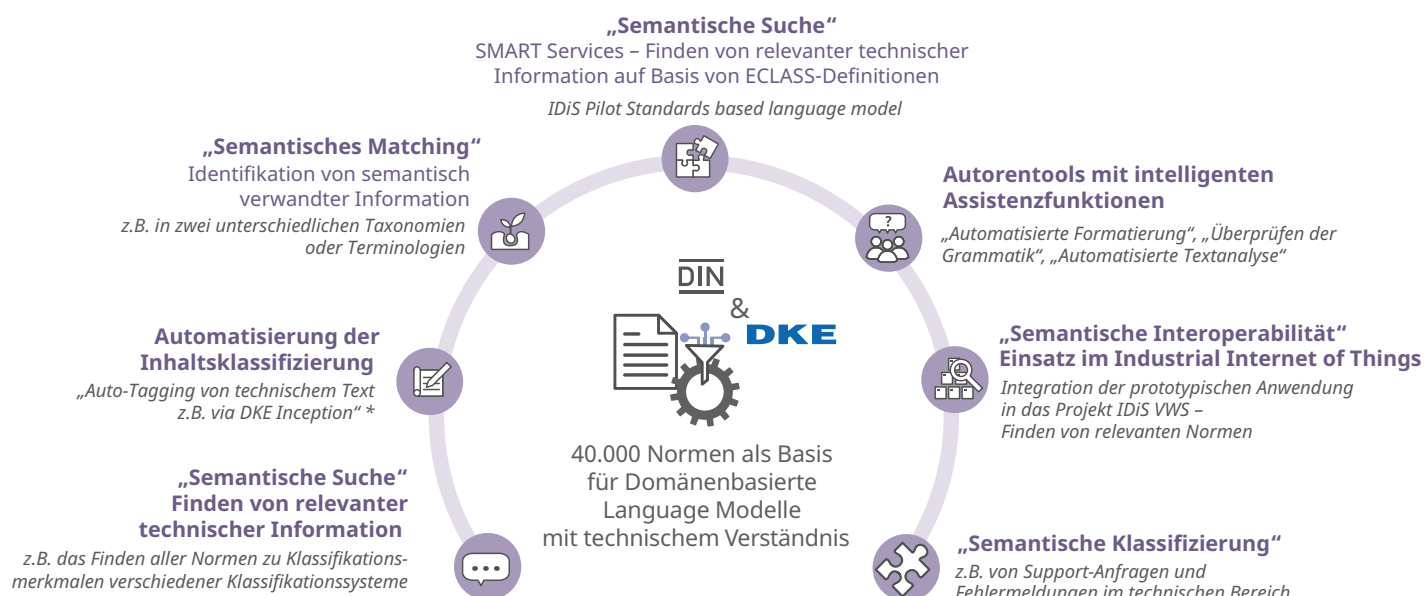 „Semantische Suche“
SMART Services – Finden von relevanter technischer
Information auf Basis von ECLASS-Definitionen
IDiS Pilot Standards based language model
„Semantisches Matching“
Identifikation von semantisch
verwandter Information
z.B. in zwei unterschiedlichen Taxonomien
oder Terminologien
Autorentools mit intelligenten
Assistenzfunktionen
„Automatisierte Formatierung“, „Überprüfen der
Grammatik“, „Automatisierte Textanalyse“
?
DIN
&
DKE
Automatisierung der
Inhaltsklassifizierung
„Auto-Tagging von technischem Text
z.B. via DKE Inception“ *
„Semantische Interoperabilität“
Einsatz im Industrial Internet of Things
Integration der prototypischen Anwendung
in das Projekt IDiS VWS –
Finden von relevanten Normen
40.000 Normen als Basis
für Domänenbasierte
Language Modelle
mit technischem Verständnis
„Semantische Suche“
Finden von relevanter
technischer Information
z.B. das Finden aller Normen zu Klassifikations-
merkmalen verschiedener Klassifikationssysteme
„Semantische Klassifizierung“
z.B. von Support-Anfragen und
Fehlermeldungen im technischen Bereich